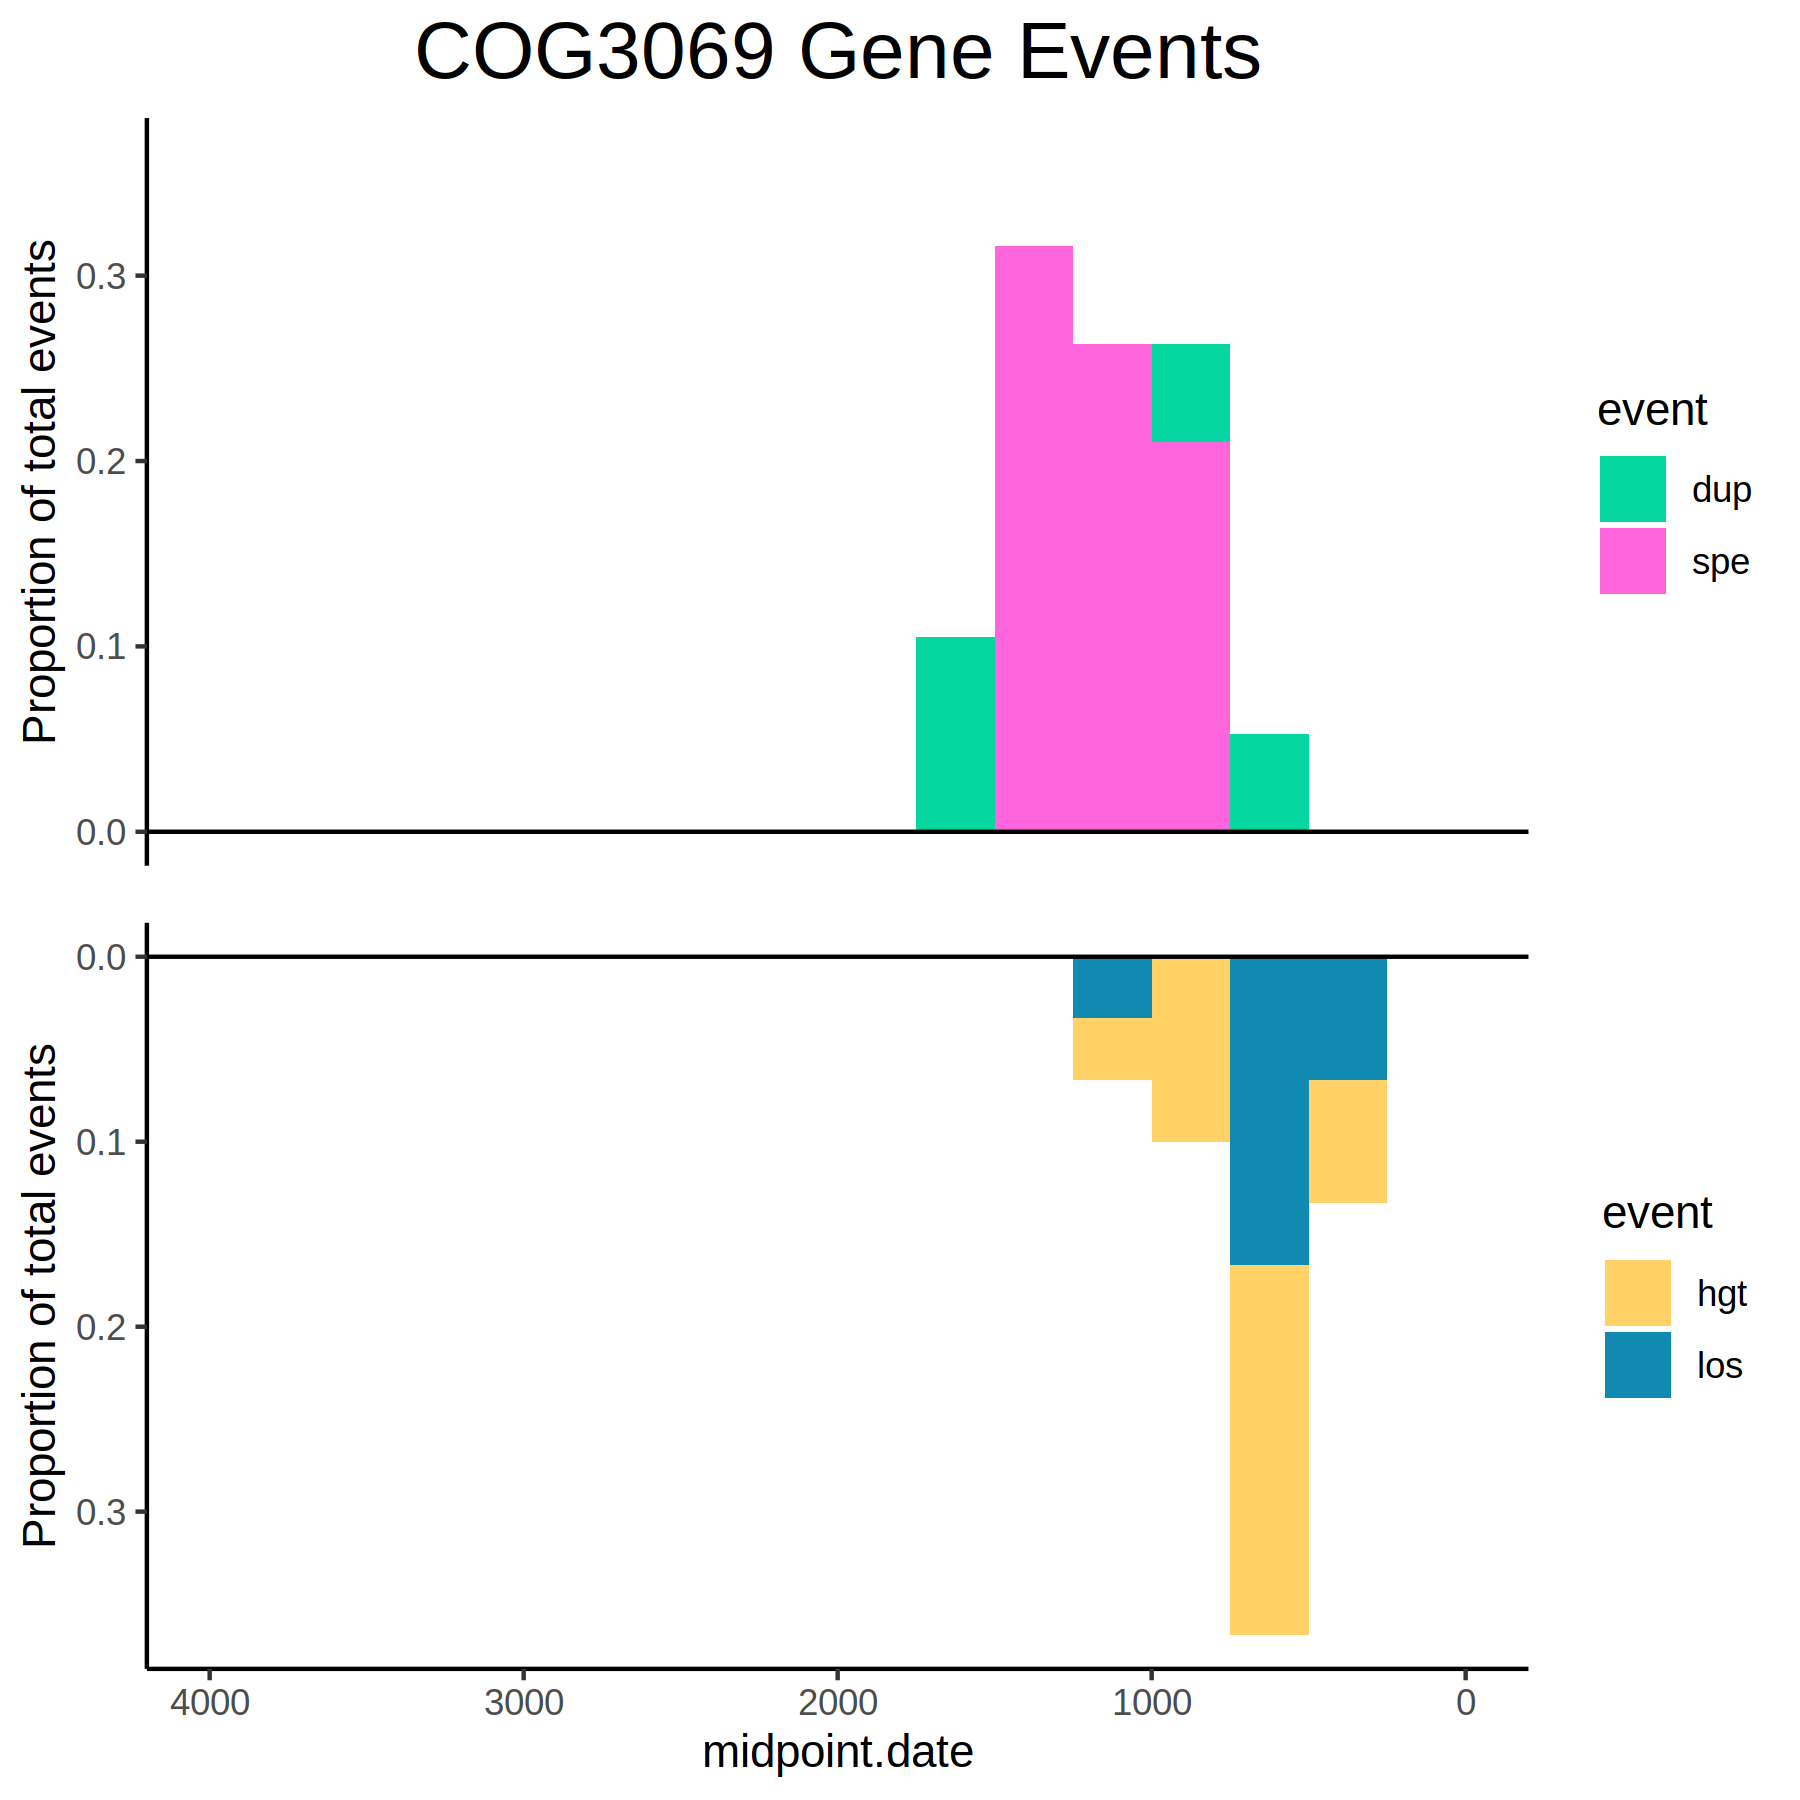 COG3069 Gene Events
Proportion of total events
0.3
0.2
0.1
0.0
event
dup
spe
Proportion of total events
0.0
0.1
0.2
0.3
event
hgt
los
4000 3000 2000 1000 0
midpoint.date